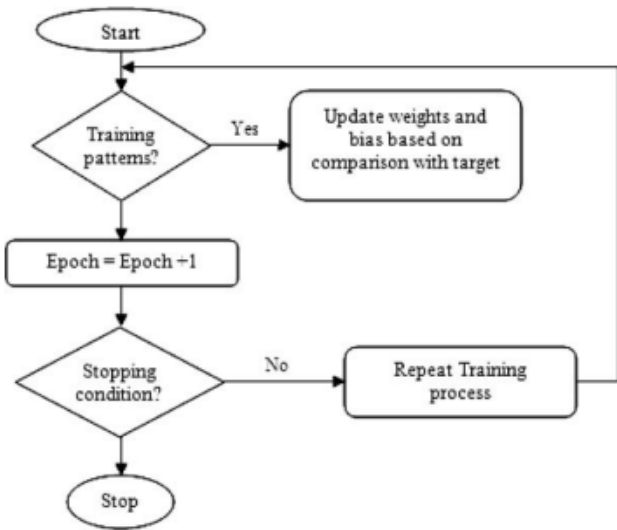 Start
Training
patterns?
Yes
Update weights and
bias based on
comparison with target
Epoch = Epoch +1
Stopping
condition?
No
Repeat Training
process
Stop